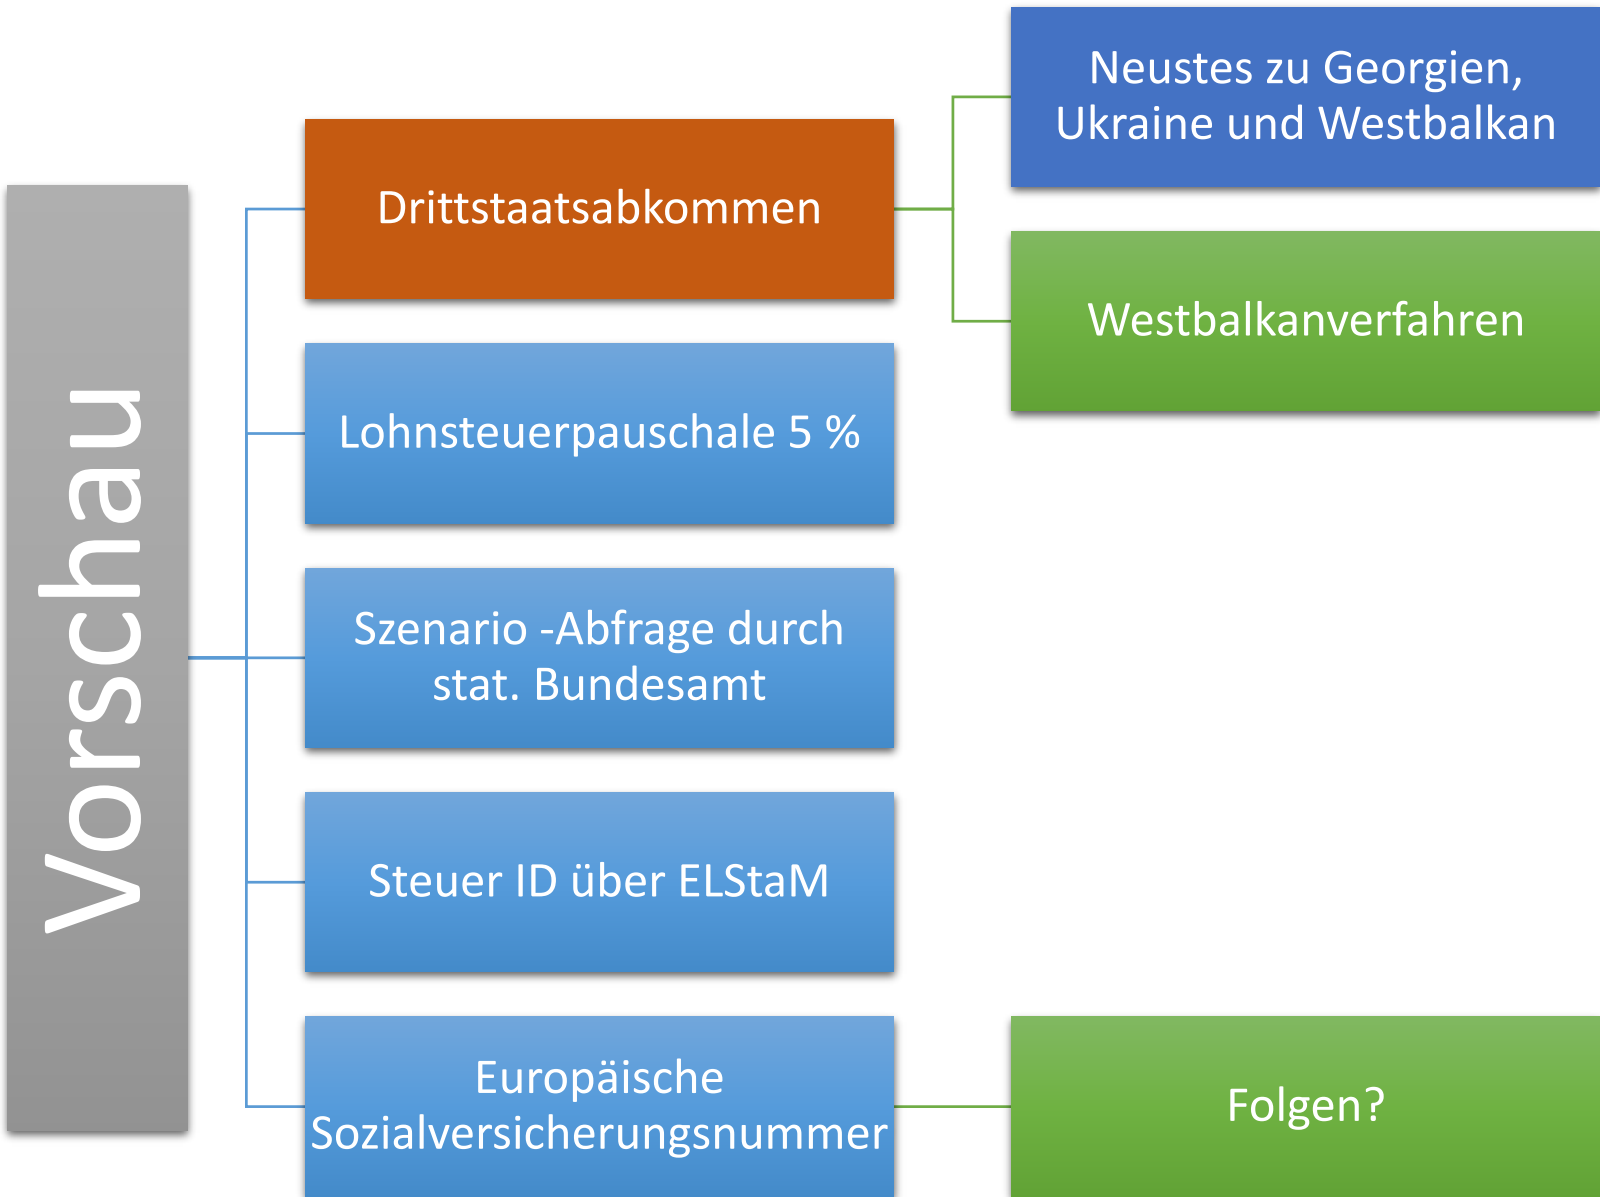 Vorschau
Drittstaatsabkommen
Neustes zu Georgien,
Ukraine und Westbalkan
Westbalkanverfahren
Lohnsteuerpauschale 5 %
Szenario -Abfrage durch
stat. Bundesamt
Steuer ID über ELStaM
Europäische
Sozialversicherungsnummer
Folgen?